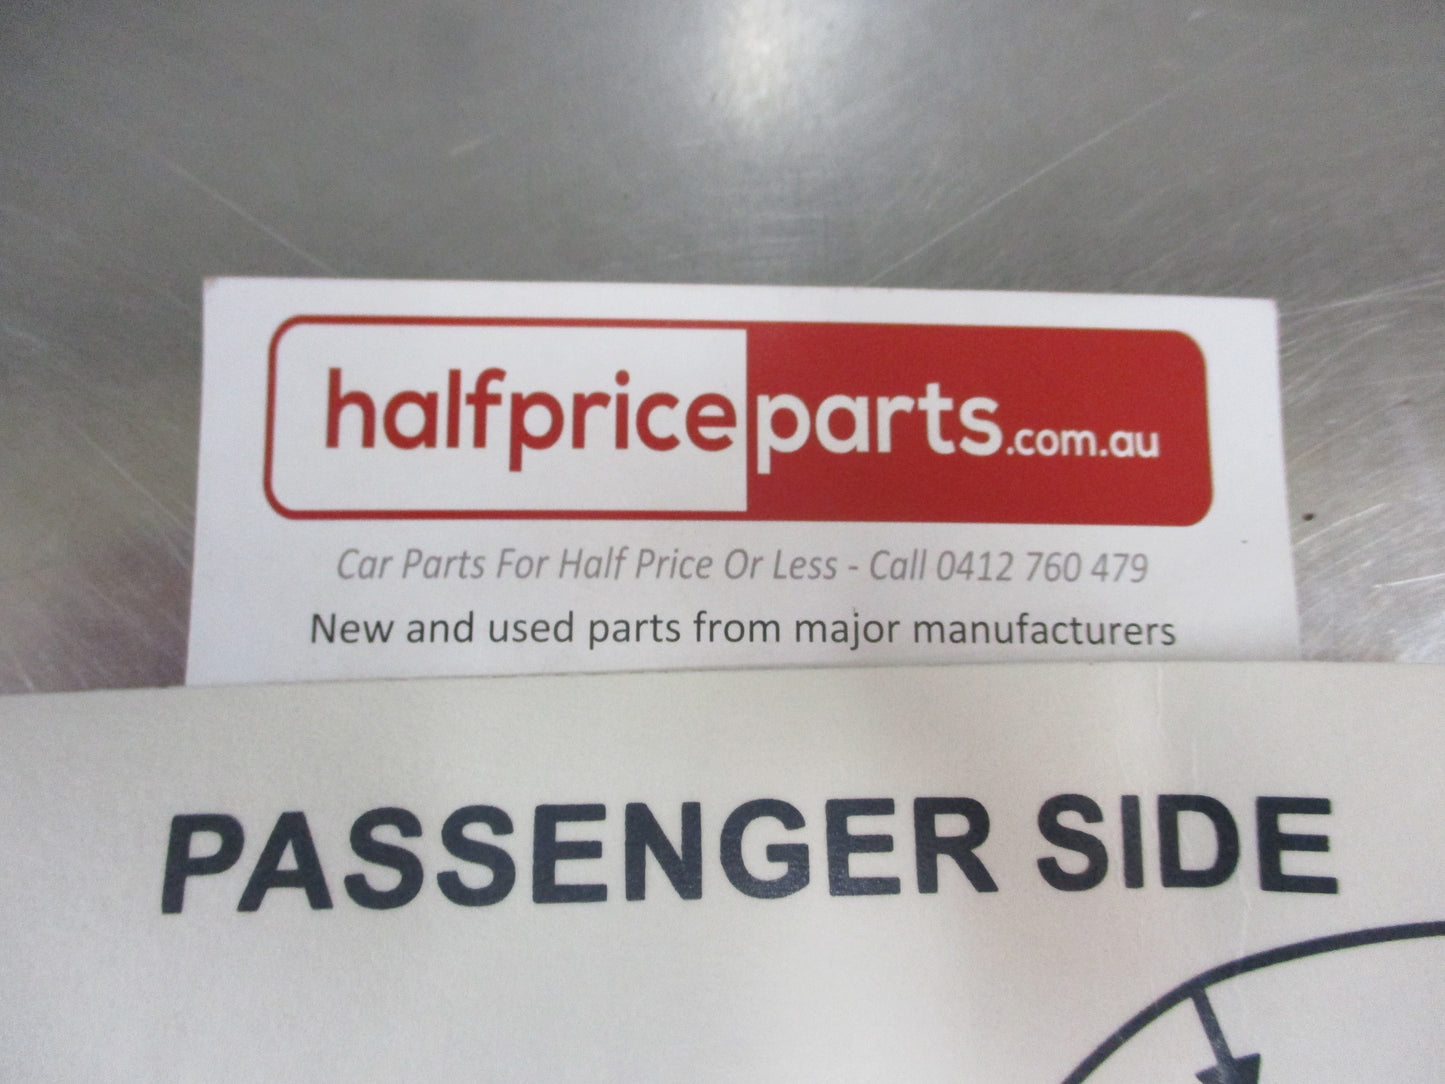 halfpriceparts.com.au
Car Parts For Half Price Or Less - Call 0412 760 479
New and used parts from major manufacturers
PASSENGER SIDE